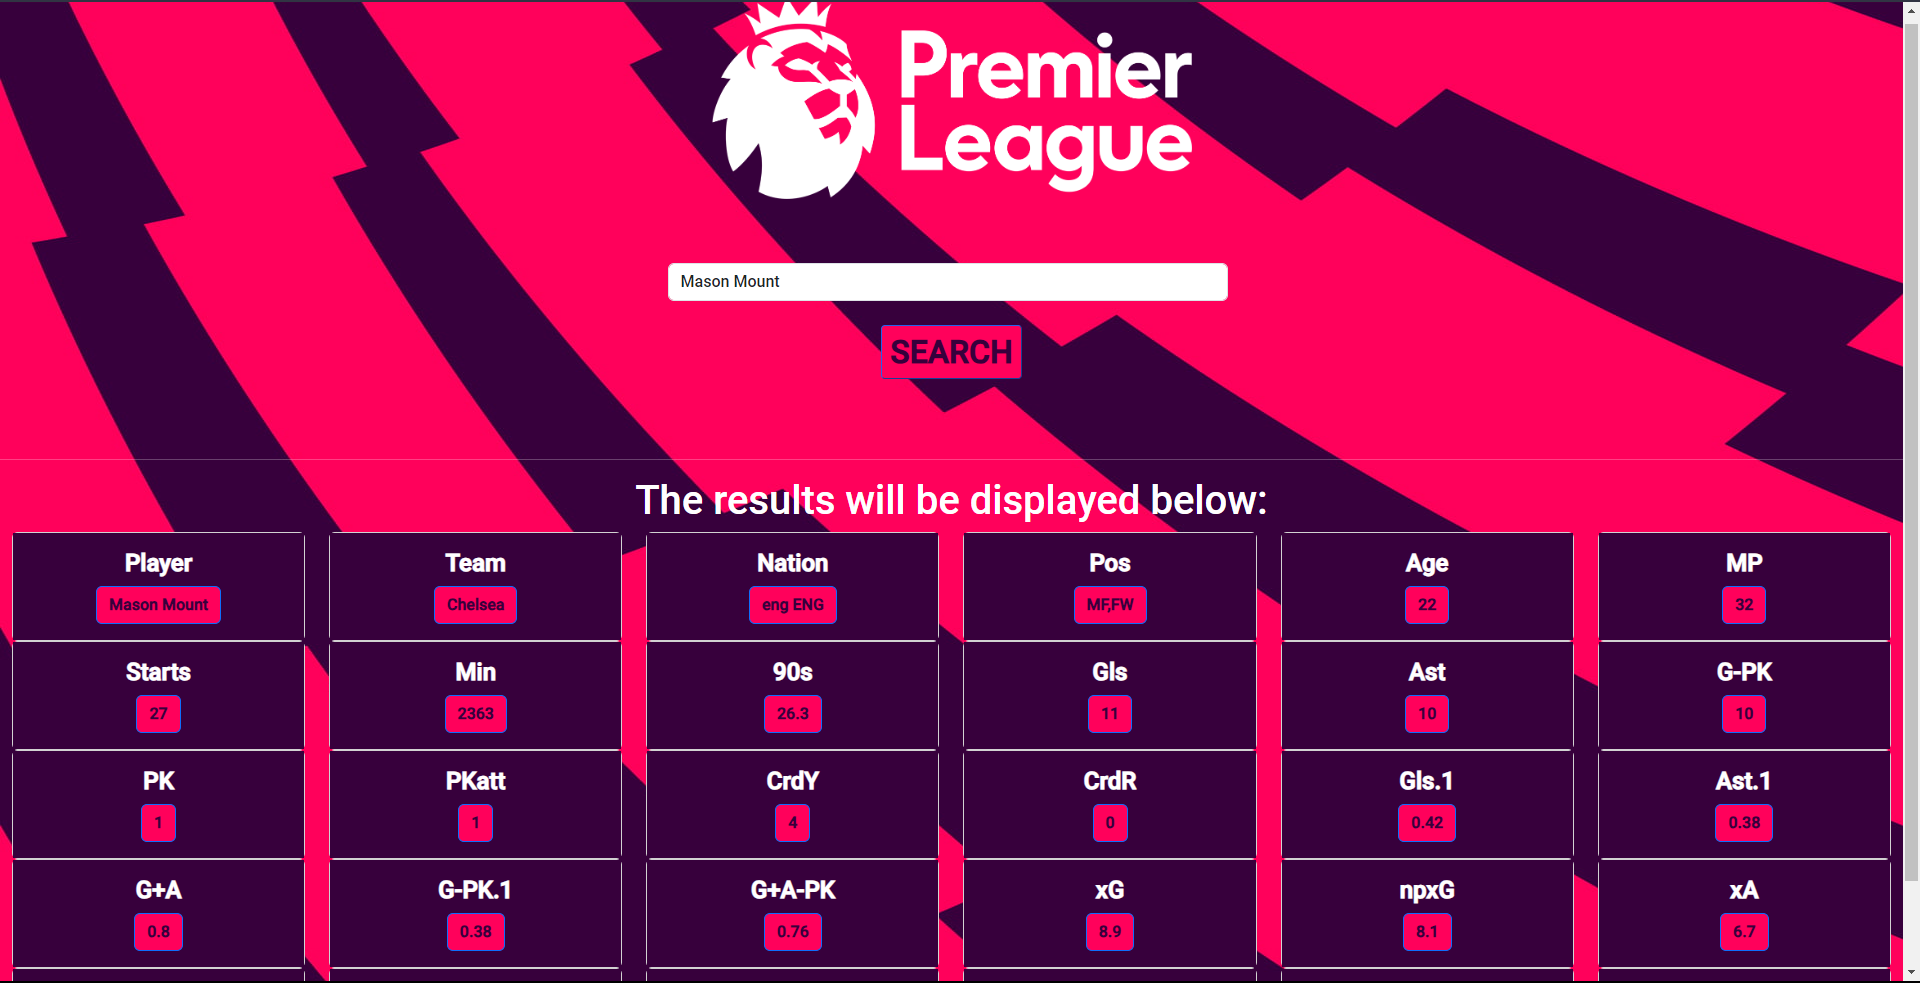 Premier
League
Mason Mount
SEARCH
The results will be displayed below:
Player Team Nation Pos Age MP
Mason Mount Chelsea eng ENG MF,FW 22 32
Starts Min 90s Gls Ast G-PK
27 2363 26.3 11 10 10
PK PKatt CrdY CrdR Gls.1 Ast.1
1 1 4 0 0.42 0.38
G+A G-PK.1 G+A-PK xG npxG xA
0.8 0.38 0.76 8.9 8.1 6.7